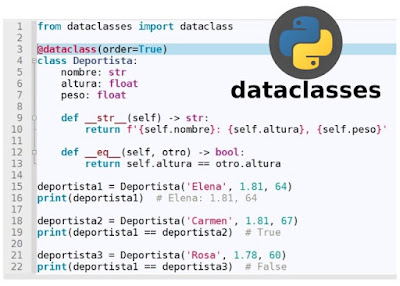 1 from dataclasses import dataclass
2
3 @dataclass(order=True)
4 class Deportista:
5     nombre: str
6     altura: float
7     peso: float
8
9     def __str__(self) -> str:
10         return f'{self.nombre}: {self.altura}, {self.peso}'
11
12     def __eq__(self, otro) -> bool:
13         return self.altura == otro.altura
14
15 deportista1 = Deportista('Elena', 1.81, 64)
16 print(deportista1)  # Elena: 1.81, 64
17
18 deportista2 = Deportista('Carmen', 1.81, 67)
19 print(deportista1 == deportista2)  # True
20
21 deportista3 = Deportista('Rosa', 1.78, 60)
22 print(deportista1 == deportista3)  # False
dataclasses